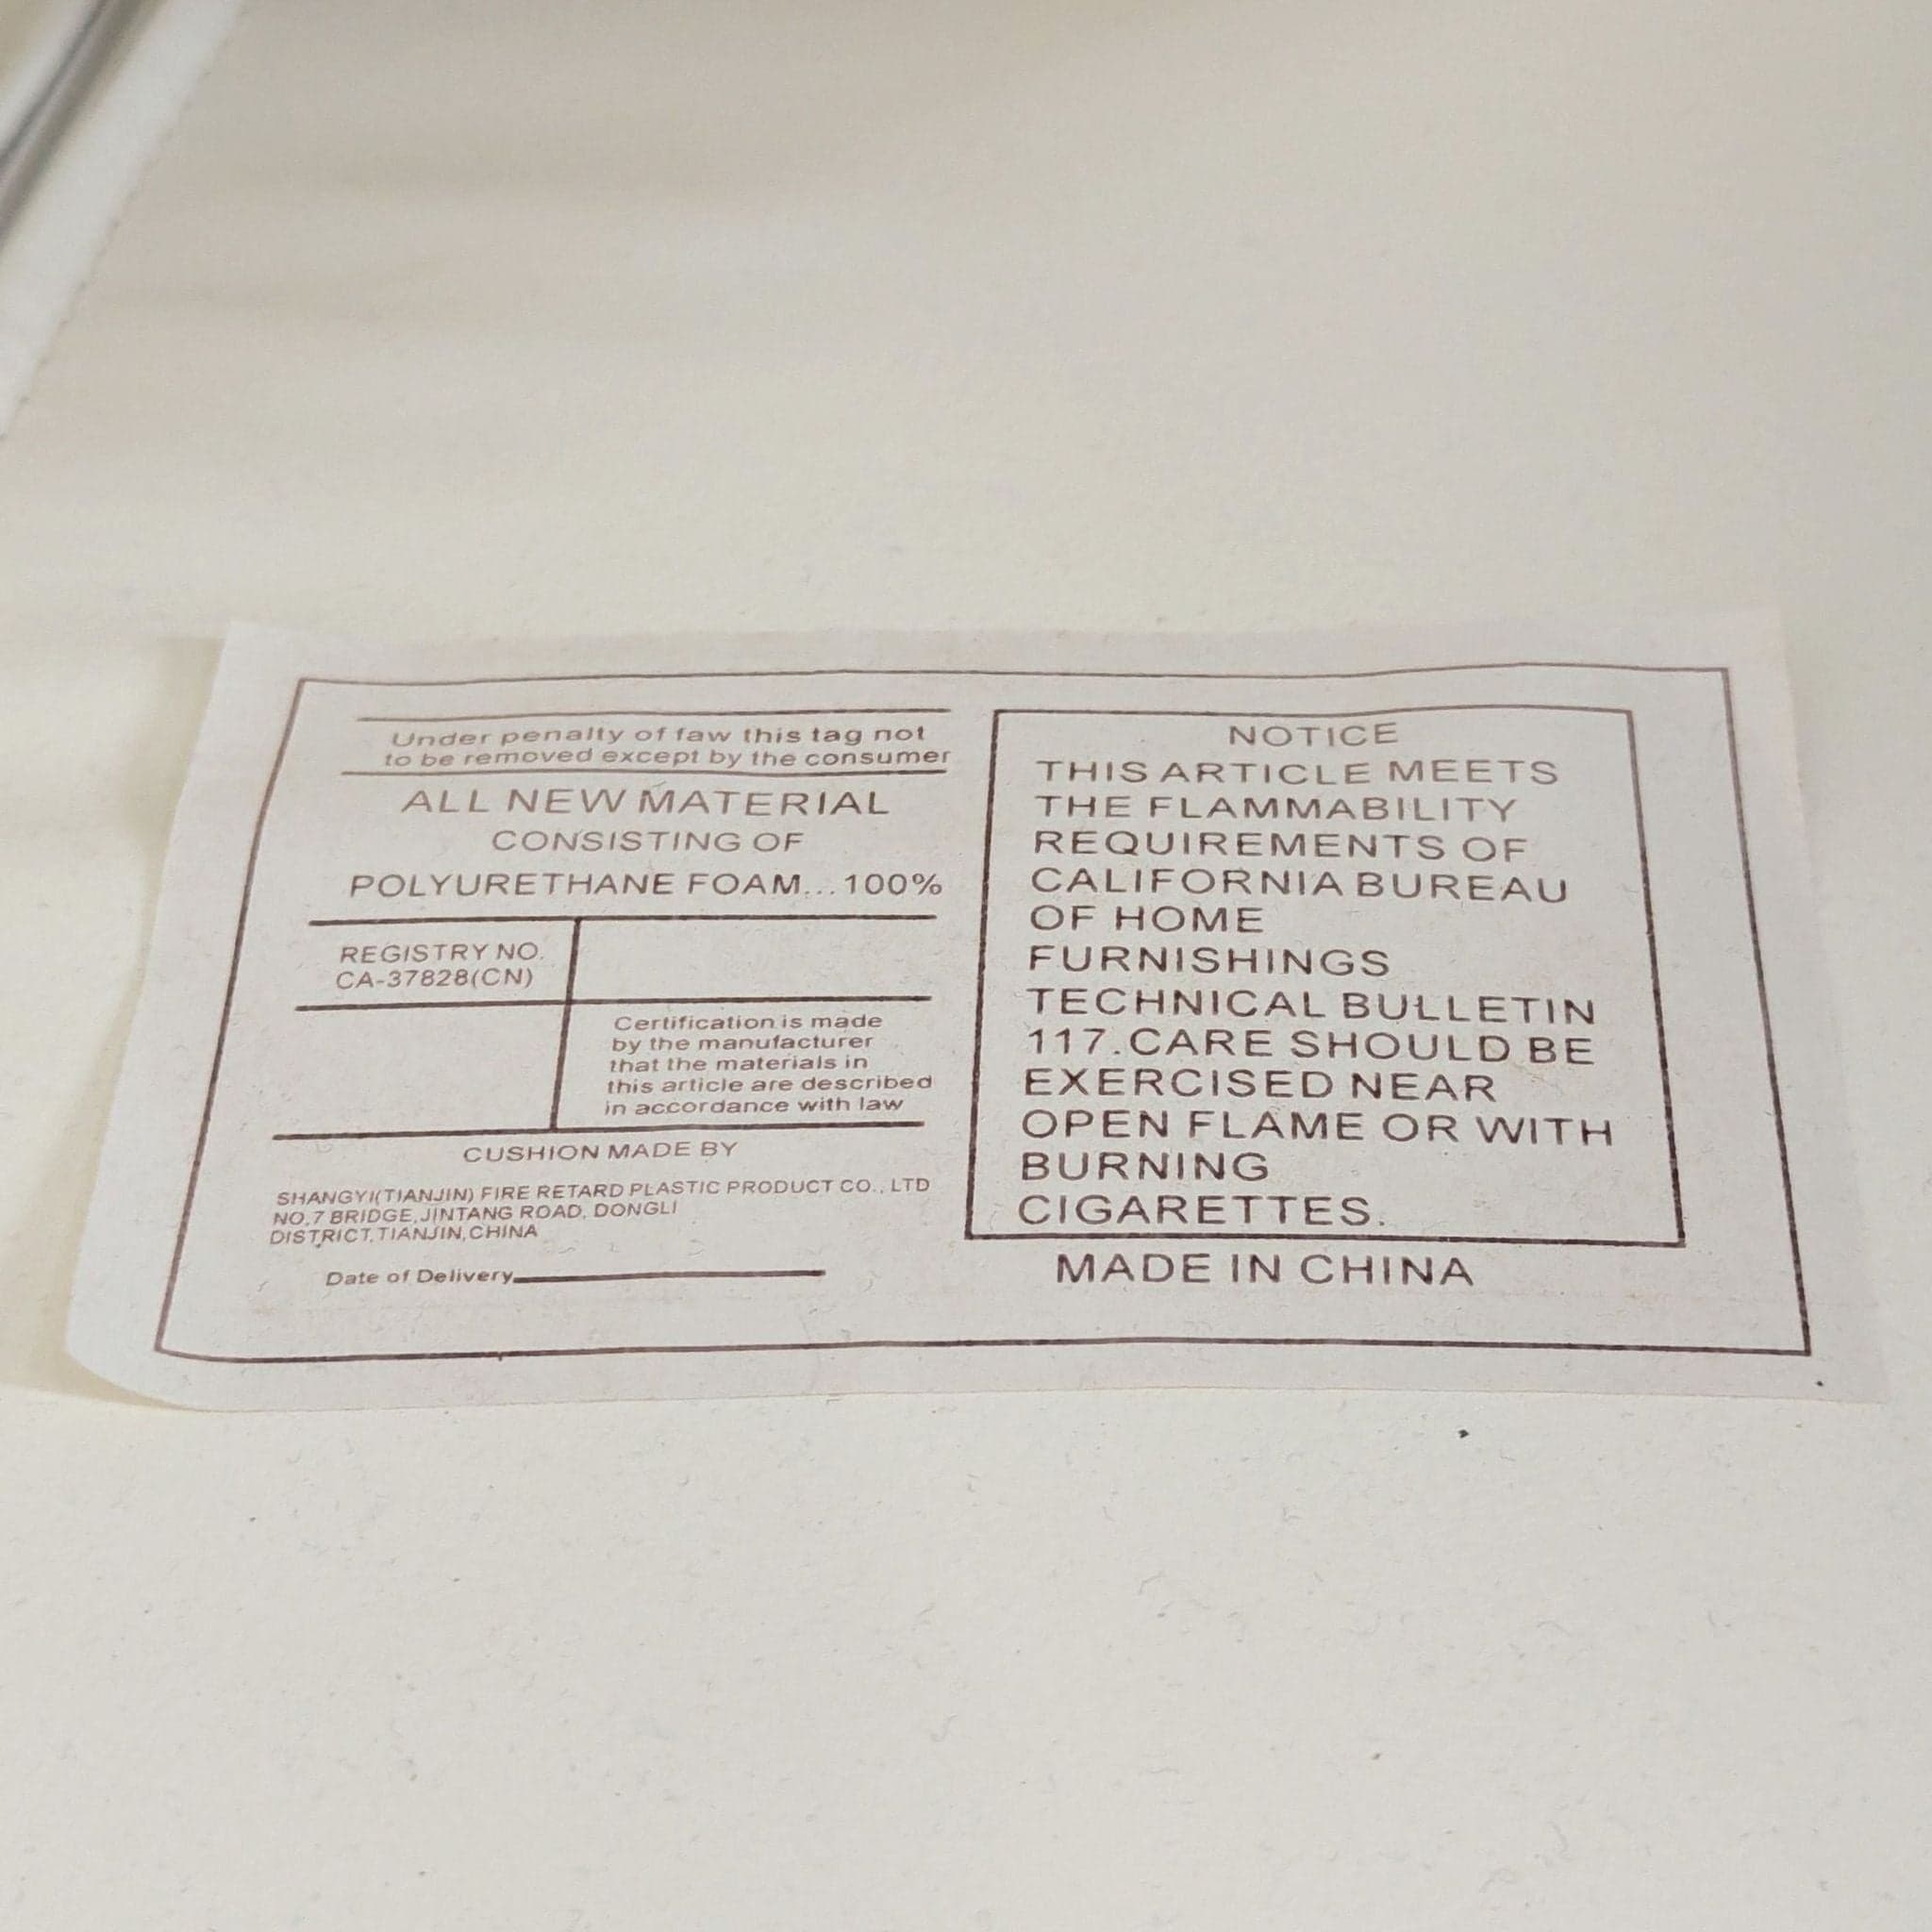 Under penalty of faw this tag not
to be removed except by the consumer
ALL NEW MATERIAL
CONSISTING OF
POLYURETHANE FOAM...100%
REGISTRY NO.
CA-37828(CN)
Certification is made
by the manufacturer
that the materials in
this article are described
in accordance with law
CUSHION MADE BY
SHANGYI(TIANJIN) FIRE RETARD PLASTIC PRODUCT CO., LTD
NO.7 BRIDGE,JINTANG ROAD, DONGLI
DISTRICT,TIANJIN,CHINA
Date of Delivery
NOTICE
THIS ARTICLE MEETS
THE FLAMMABILITY
REQUIREMENTS OF
CALIFORNIA BUREAU
OF HOME
FURNISHINGS
TECHNICAL BULLETIN
117.CARE SHOULD BE
EXERCISED NEAR
OPEN FLAME OR WITH
BURNING
CIGARETTES.
MADE IN CHINA